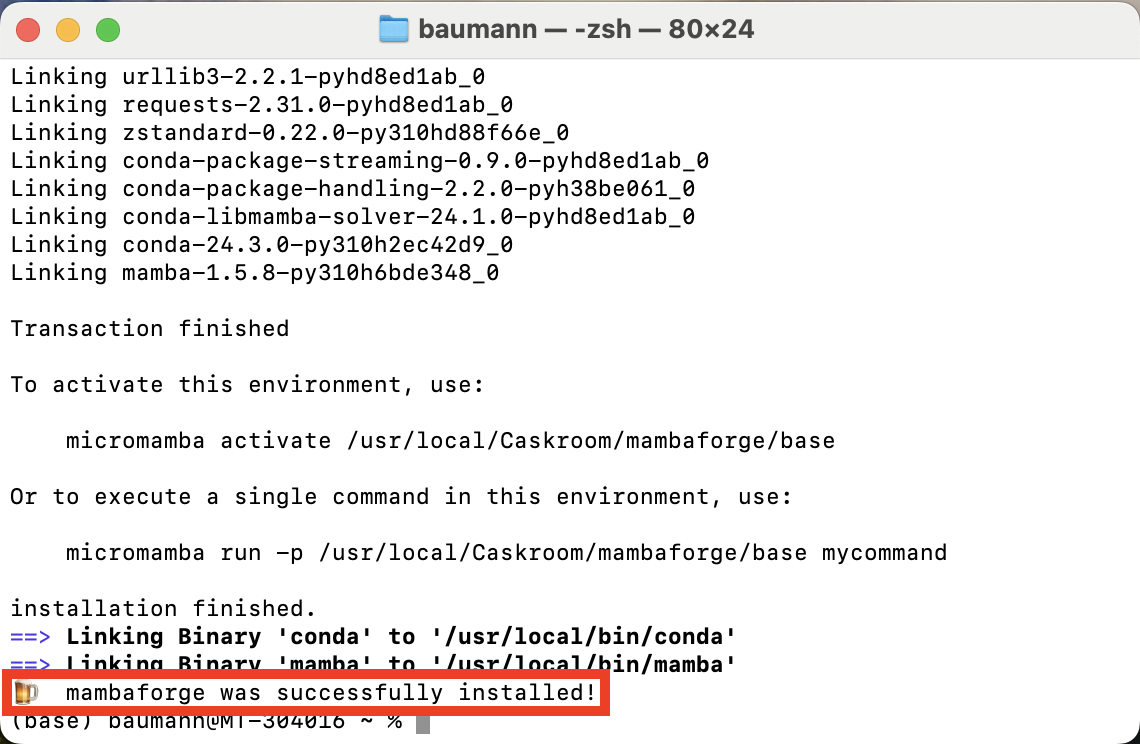 baumann — -zsh — 80×24
Linking urllib3-2.2.1-pyhd8ed1ab_0
Linking requests-2.31.0-pyhd8ed1ab_0
Linking zstandard-0.22.0-py310hd88f66e_0
Linking conda-package-streaming-0.9.0-pyhd8ed1ab_0
Linking conda-package-handling-2.2.0-pyh38be061_0
Linking conda-libmamba-solver-24.1.0-pyhd8ed1ab_0
Linking conda-24.3.0-py310h2ec42d9_0
Linking mamba-1.5.8-py310h6bde348_0
Transaction finished
To activate this environment, use:
micromamba activate /usr/local/Caskroom/mambaforge/base
Or to execute a single command in this environment, use:
micromamba run -p /usr/local/Caskroom/mambaforge/base mycommand
installation finished.
==> Linking Binary 'conda' to '/usr/local/bin/conda'
==> Linking Binary 'mamba' to '/usr/local/bin/mamba'
🍺 mambaforge was successfully installed!
(base) baumann@MT-304016 ~ %